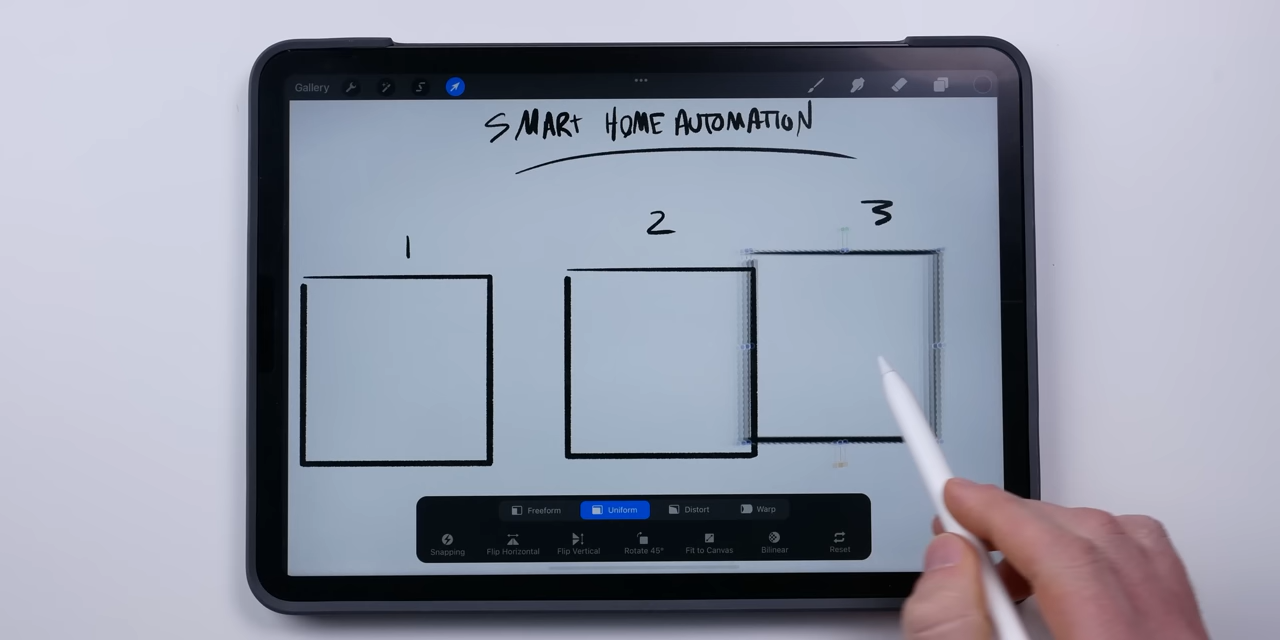 Gallery
SMART HOME AUTOMATION
1 2 3
Freeform Uniform Distort Warp
Snapping Flip Horizontal Flip Vertical Rotate 45° Fit to Canvas Bilinear Reset